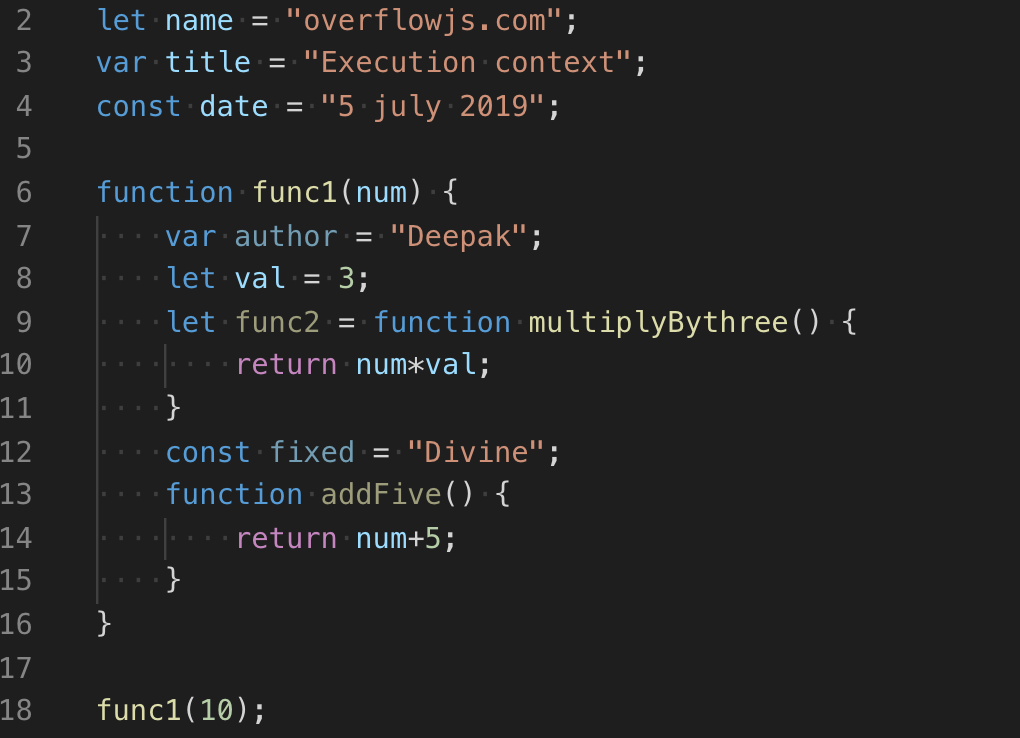 2 let name = "overflowjs.com";
3 var title = "Execution context";
4 const date = "5 july 2019";
5
6 function func1(num) {
7     var author = "Deepak";
8     let val = 3;
9     let func2 = function multiplyBythree() {
10         return num*val;
11     }
12     const fixed = "Divine";
13     function addFive() {
14         return num+5;
15     }
16 }
17
18 func1(10);